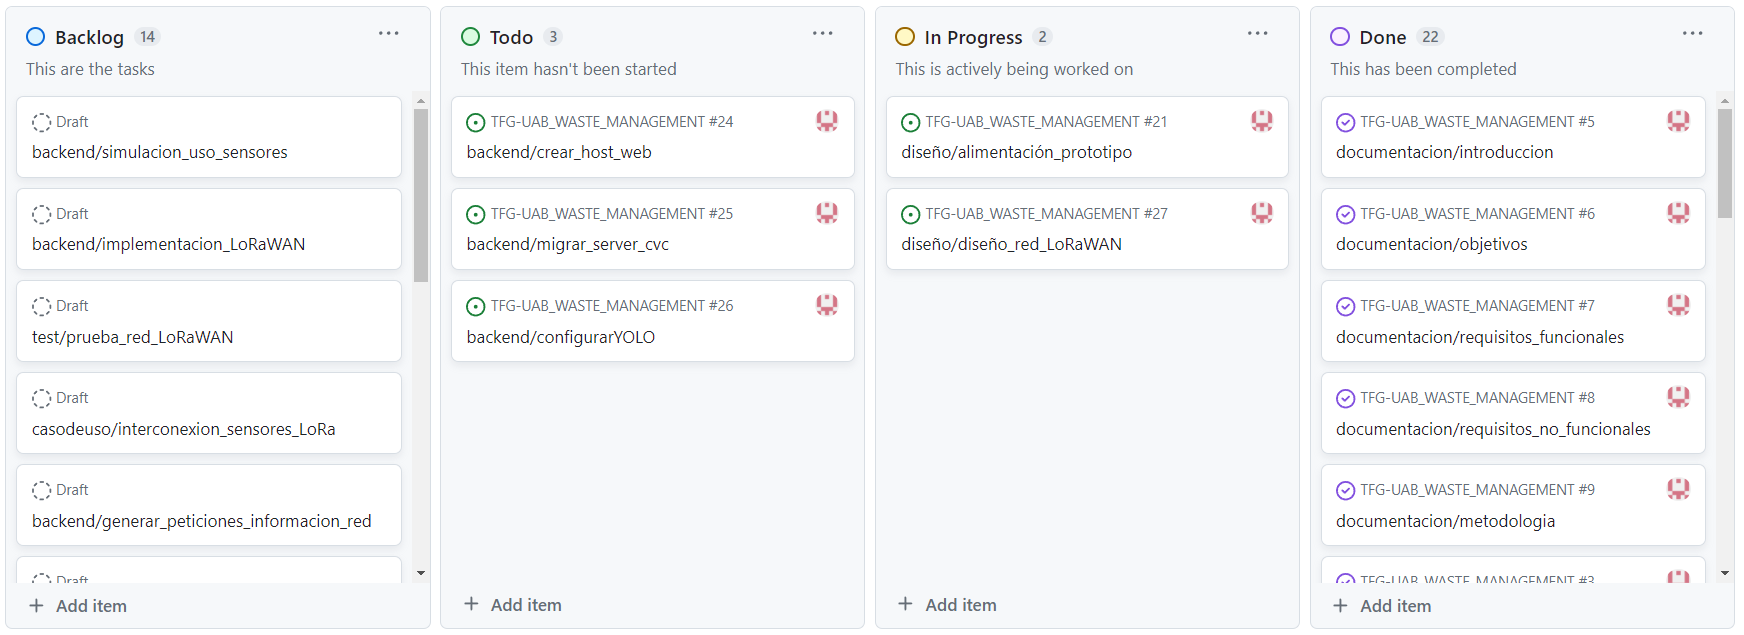 Backlog 14
This are the tasks
Draft
backend/simulacion_uso_sensores
Draft
backend/implementacion_LoRaWAN
Draft
test/prueba_red_LoRaWAN
Draft
casodeuso/interconexion_sensores_LoRa
Draft
backend/generar_peticiones_informacion_red
Draft
+ Add item
Todo 3
This item hasn't been started
TFG-UAB_WASTE_MANAGEMENT #24
backend/crear_host_web
TFG-UAB_WASTE_MANAGEMENT #25
backend/migrar_server_cvc
TFG-UAB_WASTE_MANAGEMENT #26
backend/configurarYOLO
+ Add item
In Progress 2
This is actively being worked on
TFG-UAB_WASTE_MANAGEMENT #21
diseño/alimentación_prototipo
TFG-UAB_WASTE_MANAGEMENT #27
diseño/diseño_red_LoRaWAN
+ Add item
Done 22
This has been completed
TFG-UAB_WASTE_MANAGEMENT #5
documentacion/introduccion
TFG-UAB_WASTE_MANAGEMENT #6
documentacion/objetivos
TFG-UAB_WASTE_MANAGEMENT #7
documentacion/requisitos_funcionales
TFG-UAB_WASTE_MANAGEMENT #8
documentacion/requisitos_no_funcionales
TFG-UAB_WASTE_MANAGEMENT #9
documentacion/metodologia
TFG-UAB_WASTE_MANAGEMENT #3
+ Add item